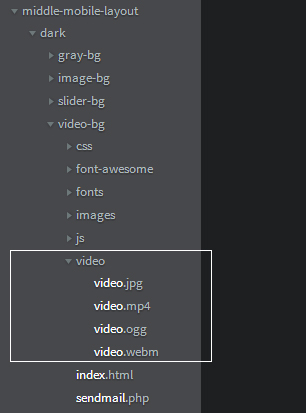 middle-mobile-layout
dark
gray-bg
image-bg
slider-bg
video-bg
css
font-awesome
fonts
images
js
video
video.jpg
video.mp4
video.ogg
video.webm
index.html
sendmail.php